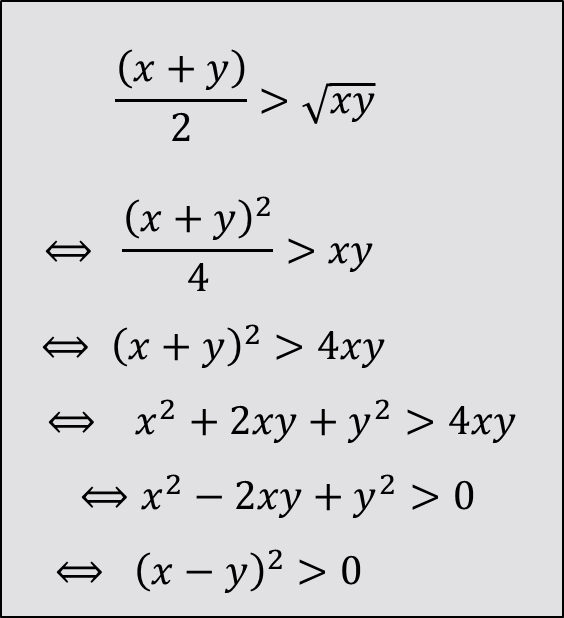 (x + y)/2 > √xy
⟺ (x + y)²/4 > xy
⟺ (x + y)² > 4xy
⟺ x² + 2xy + y² > 4xy
⟺ x² − 2xy + y² > 0
⟺ (x − y)² > 0